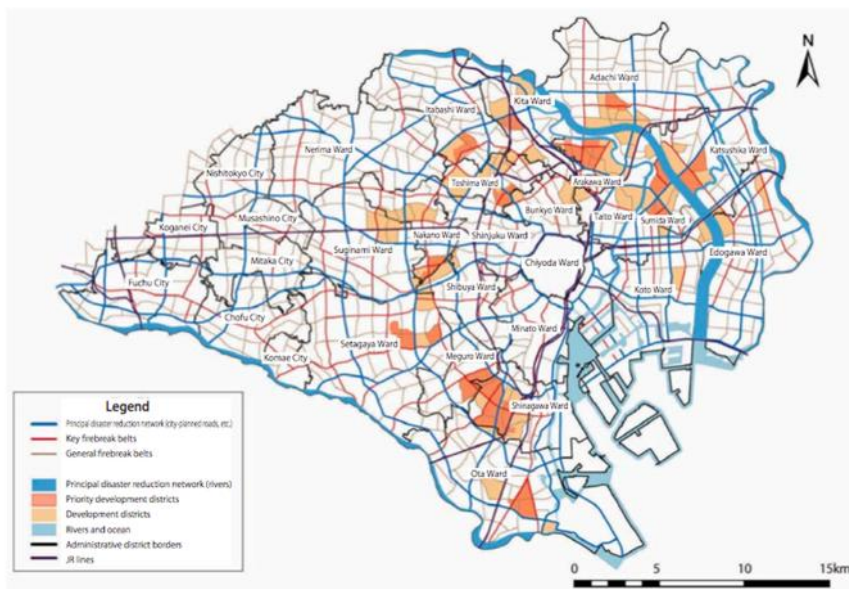 N
Adachi Ward
Kita Ward
Itabashi Ward
Katsushika Ward
Nerima Ward
Nishitokyo City
Toshima Ward
Arakawa Ward
Bunkyo Ward
Taito Ward
Sumida Ward
Musashino City
Koganei City
Nakano Ward
Shinjuku Ward
Suginami Ward
Edogawa Ward
Mitaka City
Chiyoda Ward
Fuchu City
Shibuya Ward
Koto Ward
Chofu City
Minato Ward
Setagaya Ward
Komae City
Meguro Ward
Shinagawa Ward
Ota Ward
Legend
Principal disaster reduction network (city-planned roads, etc.)
Key firebreak belts
General firebreak belts
Principal disaster reduction network (rivers)
Priority development districts
Development districts
Rivers and ocean
Administrative district borders
JR lines
0 5 10 15km